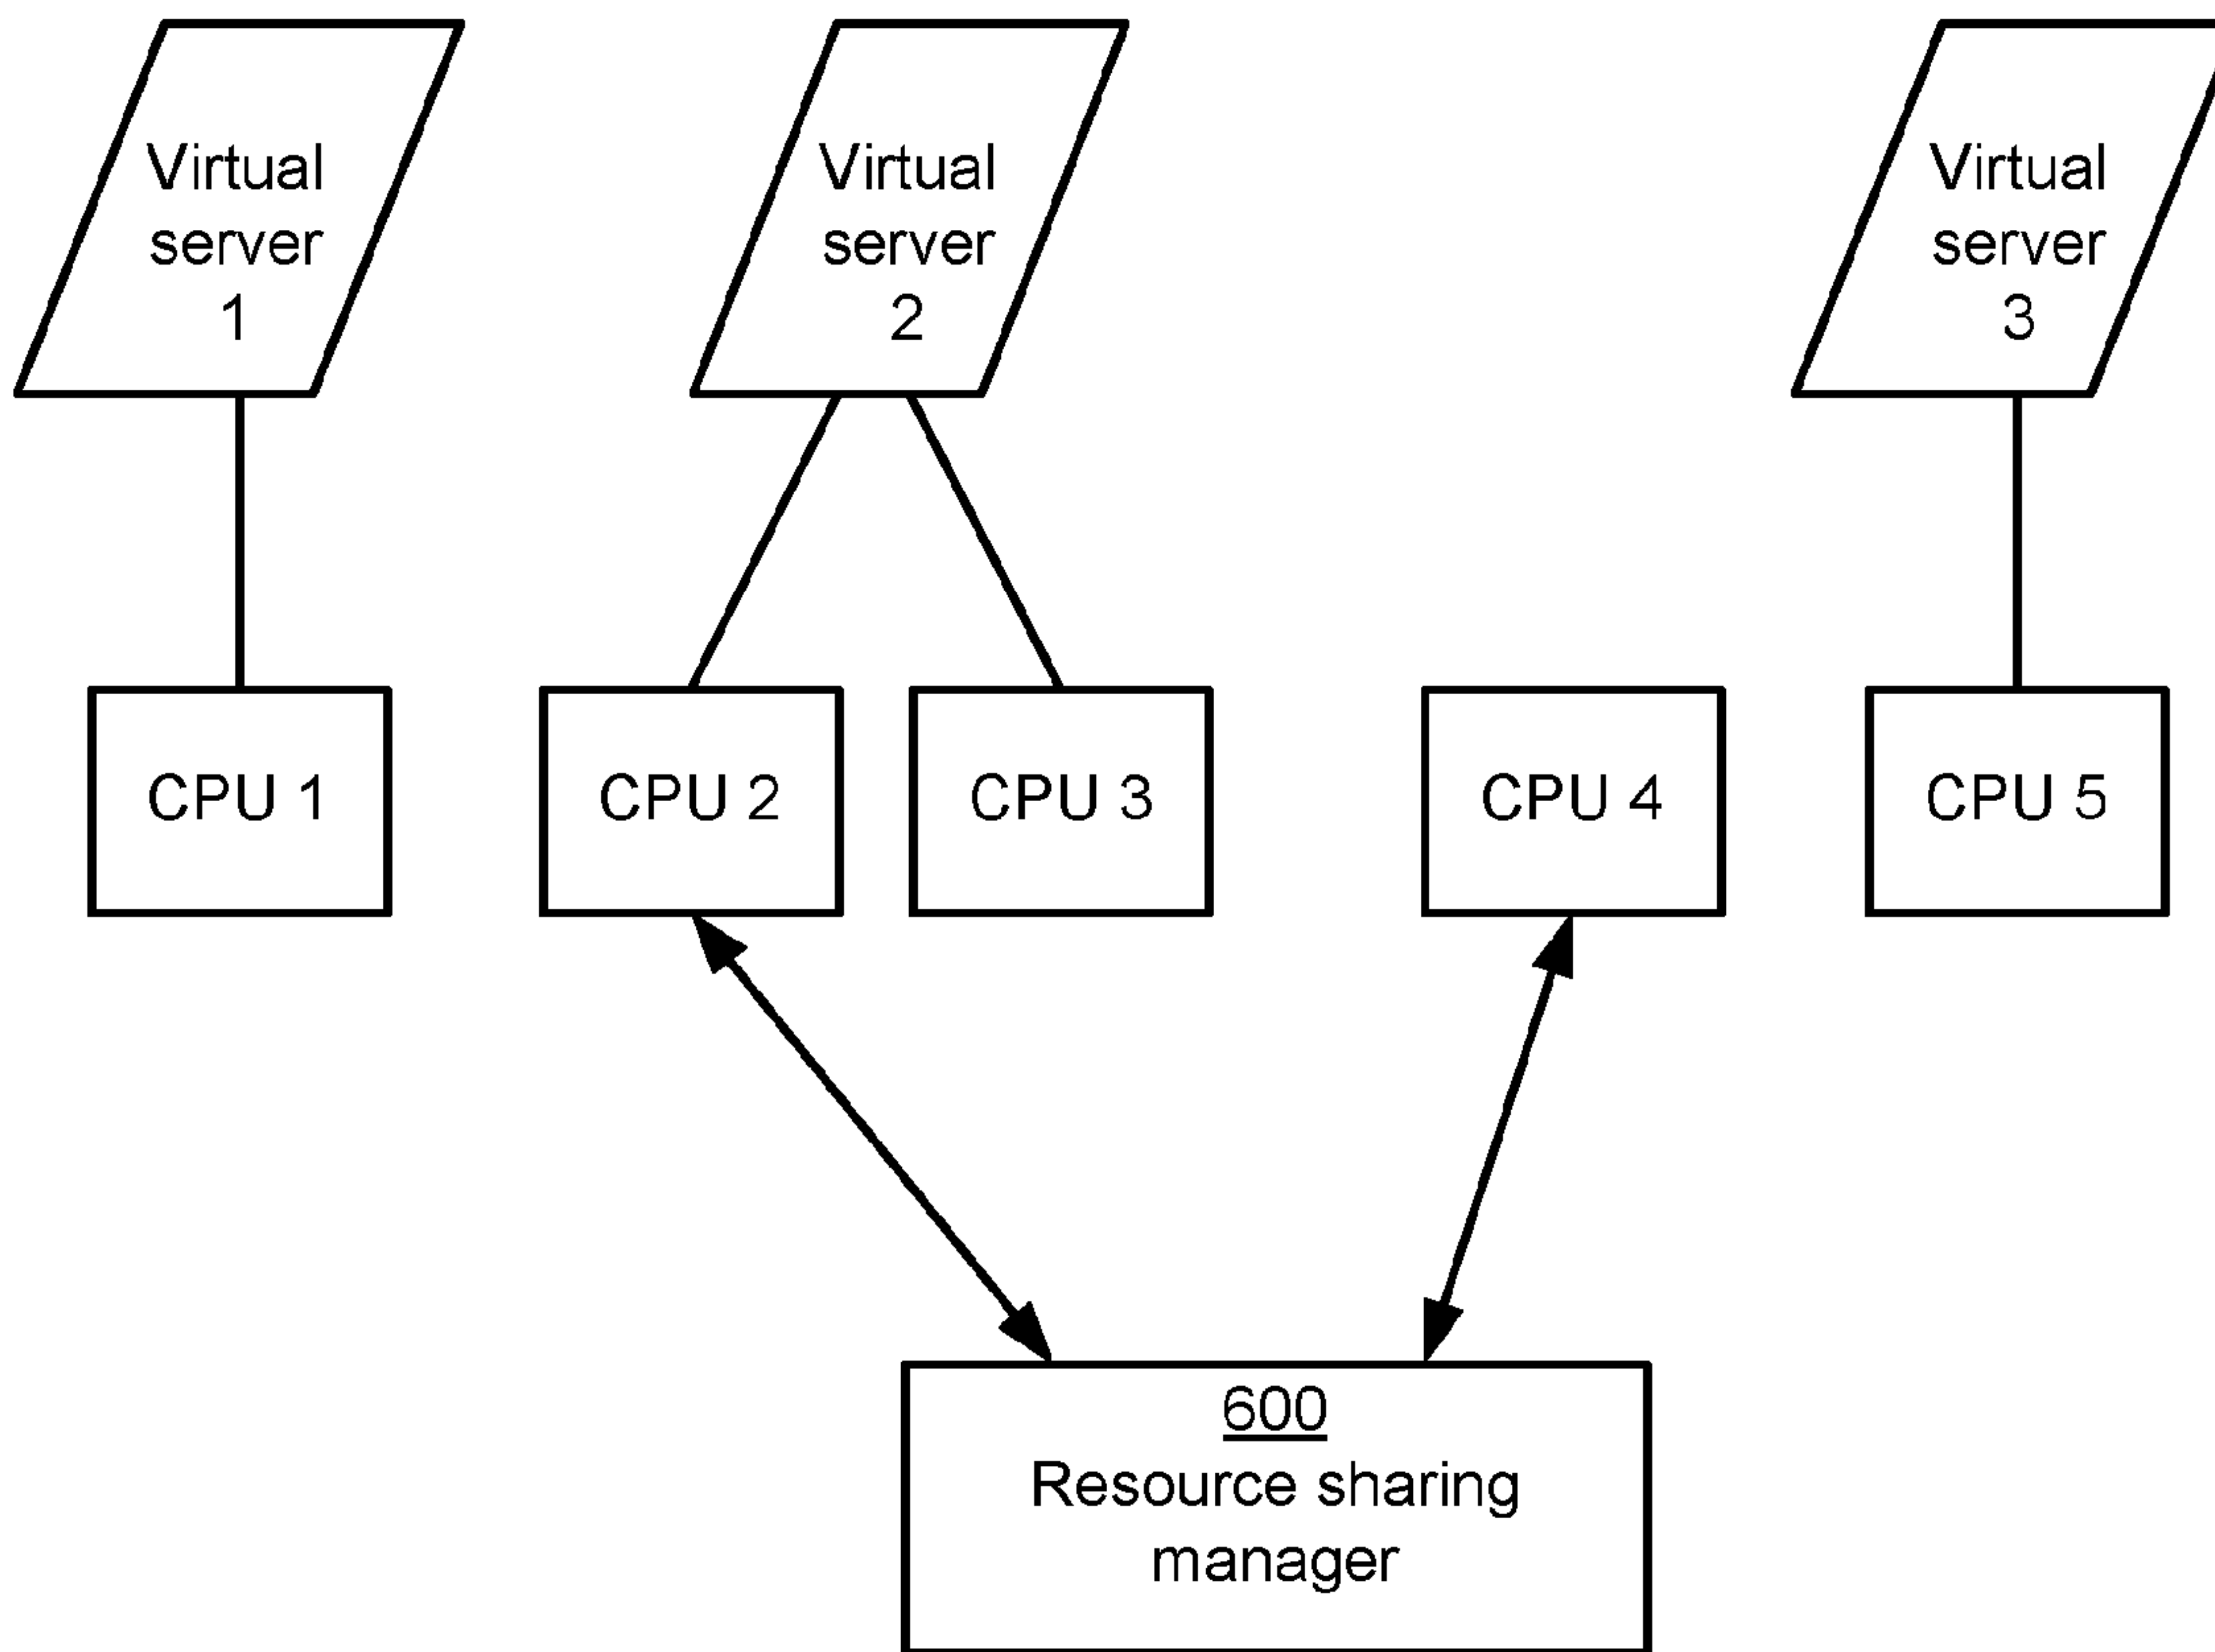 Virtual
server
1
Virtual
server
2
Virtual
server
3
CPU 1
CPU 2
CPU 3
CPU 4
CPU 5
600
Resource sharing
manager